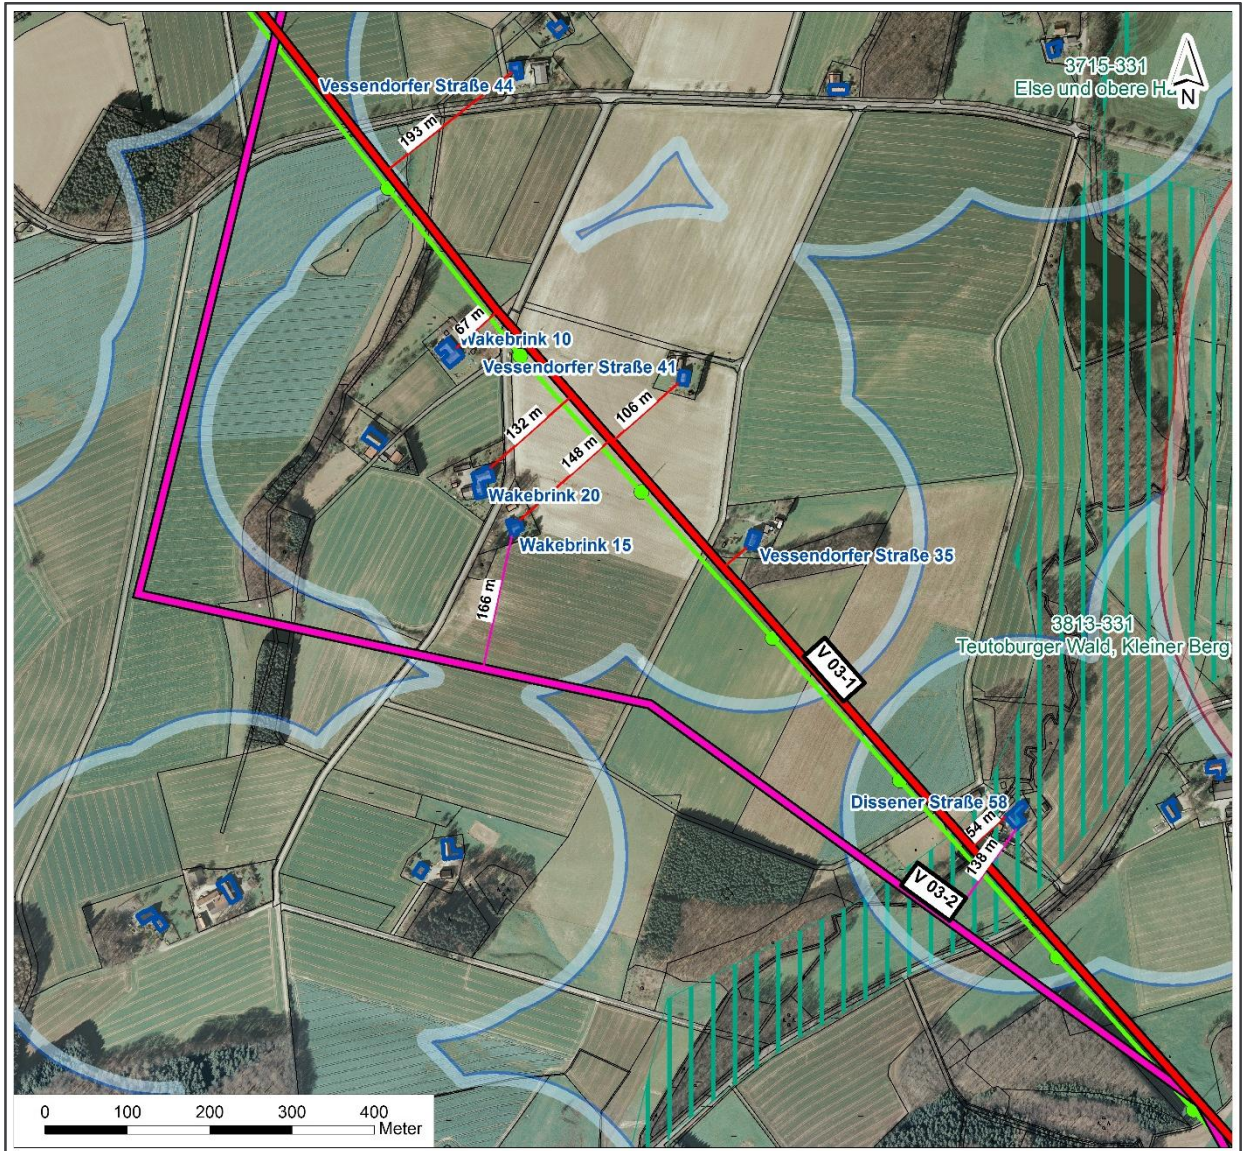 3715-331
Else und obere Ha
N
Vessendorfer Straße 44
193 m
67 m
Wakebrink 10
Vessendorfer Straße 41
106 m
132 m
148 m
Wakebrink 20
Wakebrink 15
Vessendorfer Straße 35
166 m
3813-331
Teutoburger Wald, Kleiner Berg
V 03-1
Dissener Straße 58
54 m
138 m
V 03-2
0 100 200 300 400
Meter